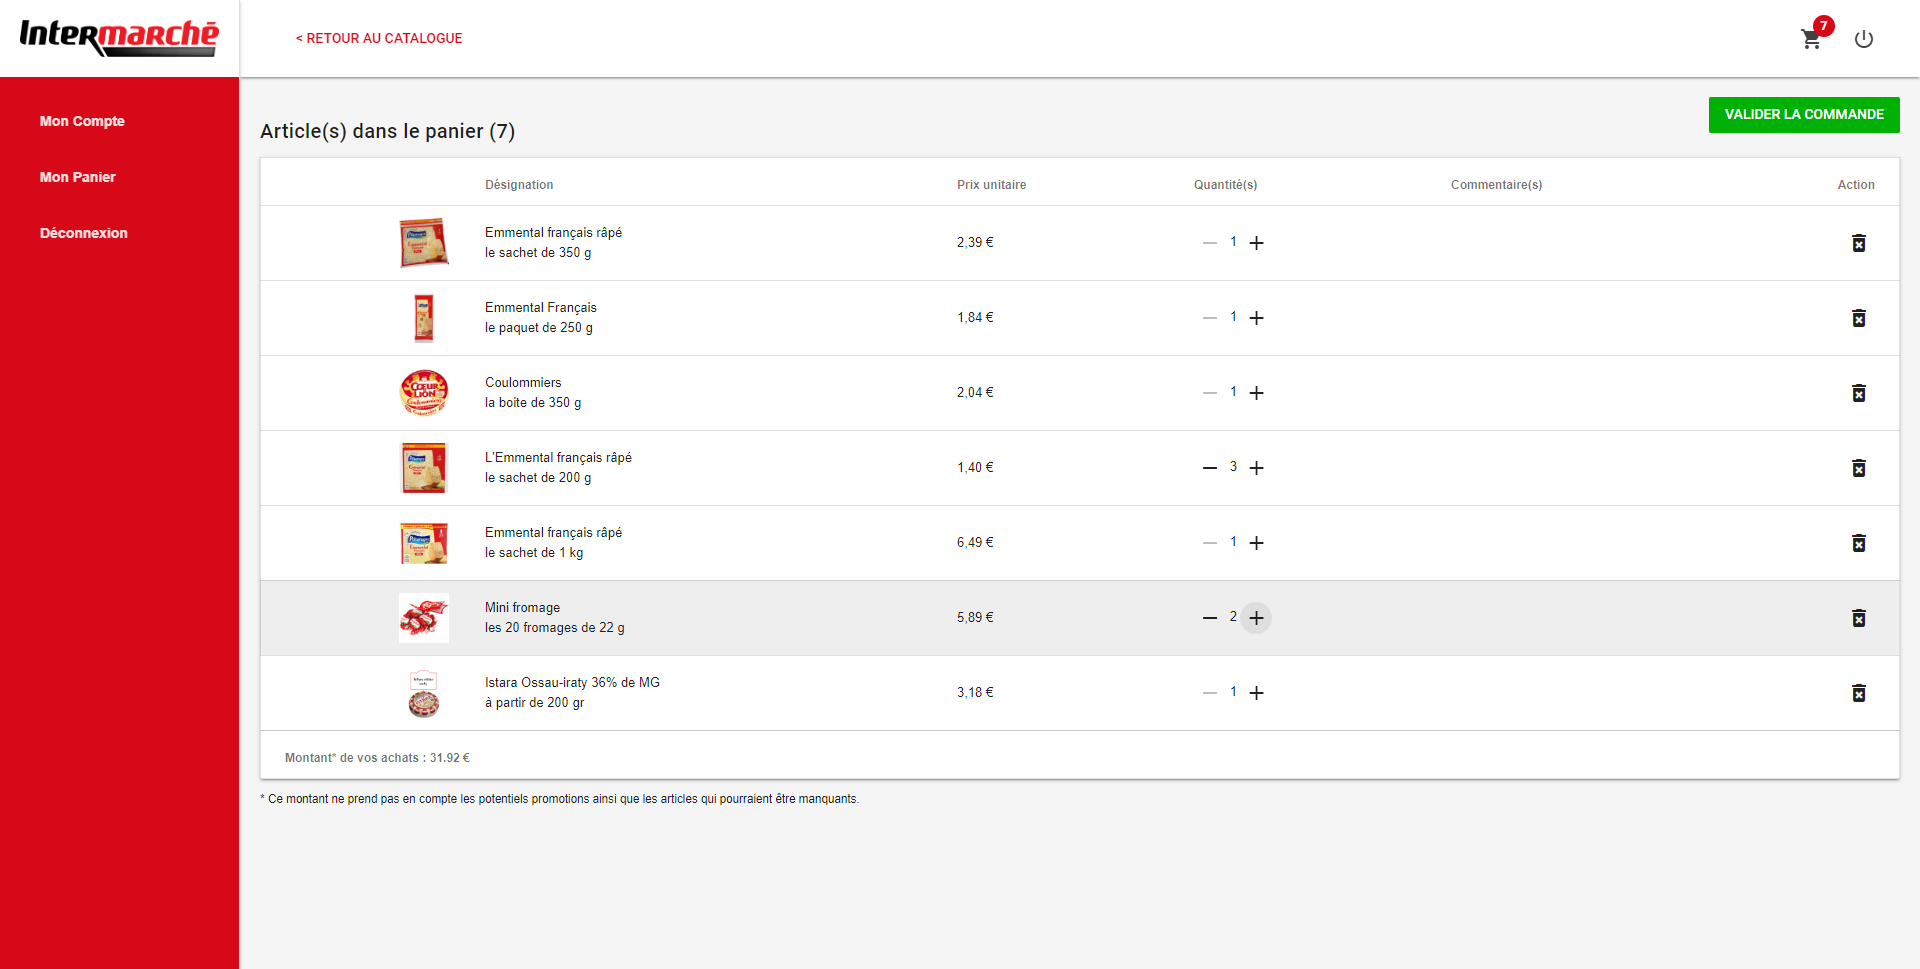 Intermarché
< RETOUR AU CATALOGUE
7
Mon Compte
Mon Panier
Déconnexion
Article(s) dans le panier (7)
VALIDER LA COMMANDE
Désignation Prix unitaire Quantité(s) Commentaire(s) Action
Emmental français râpé
le sachet de 350 g
2,39 € 1
Emmental Français
le paquet de 250 g
1,84 € 1
CŒUR
LION
Coulommiers
la boite de 350 g
2,04 € 1
L'Emmental français râpé
le sachet de 200 g
1,40 € 3
Emmental français râpé
le sachet de 1 kg
6,49 € 1
Mini fromage
les 20 fromages de 22 g
5,89 € 2
Istara Ossau-iraty 36% de MG
à partir de 200 gr
3,18 € 1
Montant* de vos achats : 31.92 €
* Ce montant ne prend pas en compte les potentiels promotions ainsi que les articles qui pourraient être manquants.